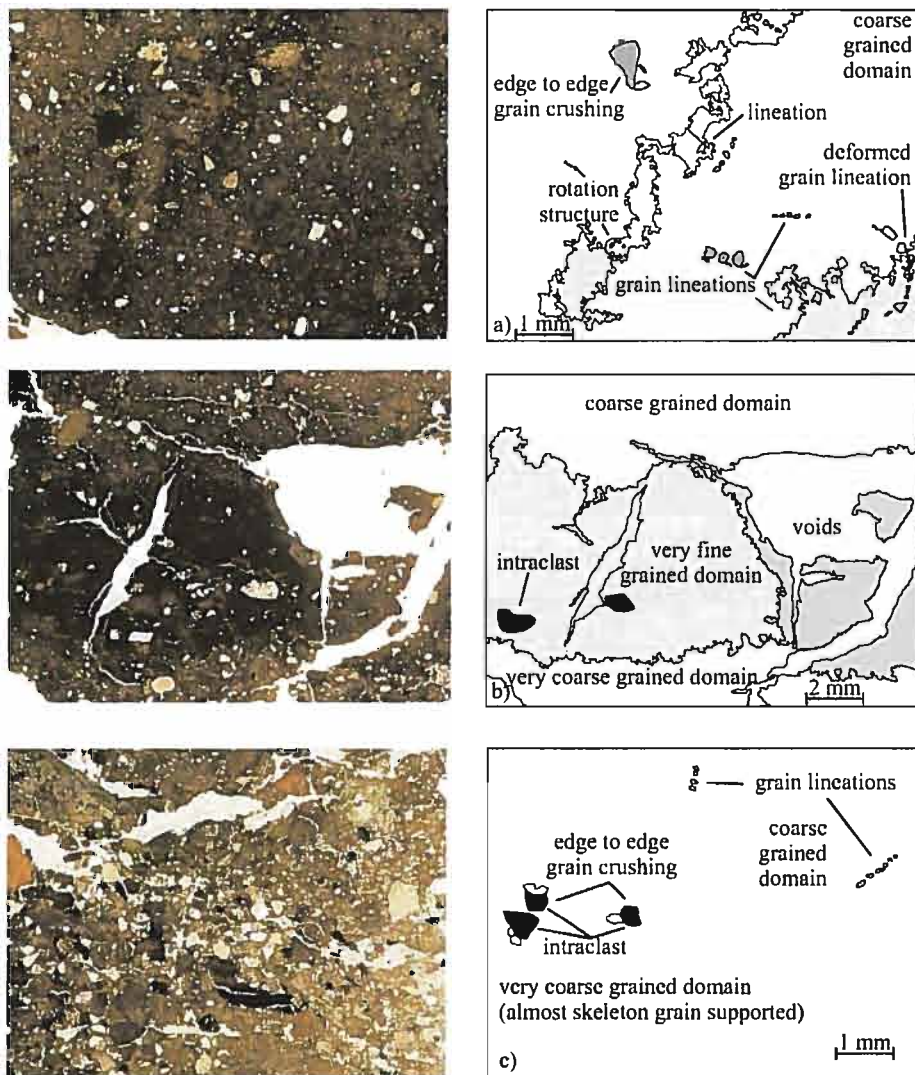 coarse
grained
domain
edge to edge
grain crushing
lineation
deformed
grain lineation
rotation
structure
grain lineations
a)
1 mm
coarse grained domain
voids
intraclast
very fine
grained domain
very coarse grained domain
b)
2 mm
grain lineations
coarse
grained
domain
edge to edge
grain crushing
intraclast
very coarse grained domain
(almost skeleton grain supported)
1 mm
c)